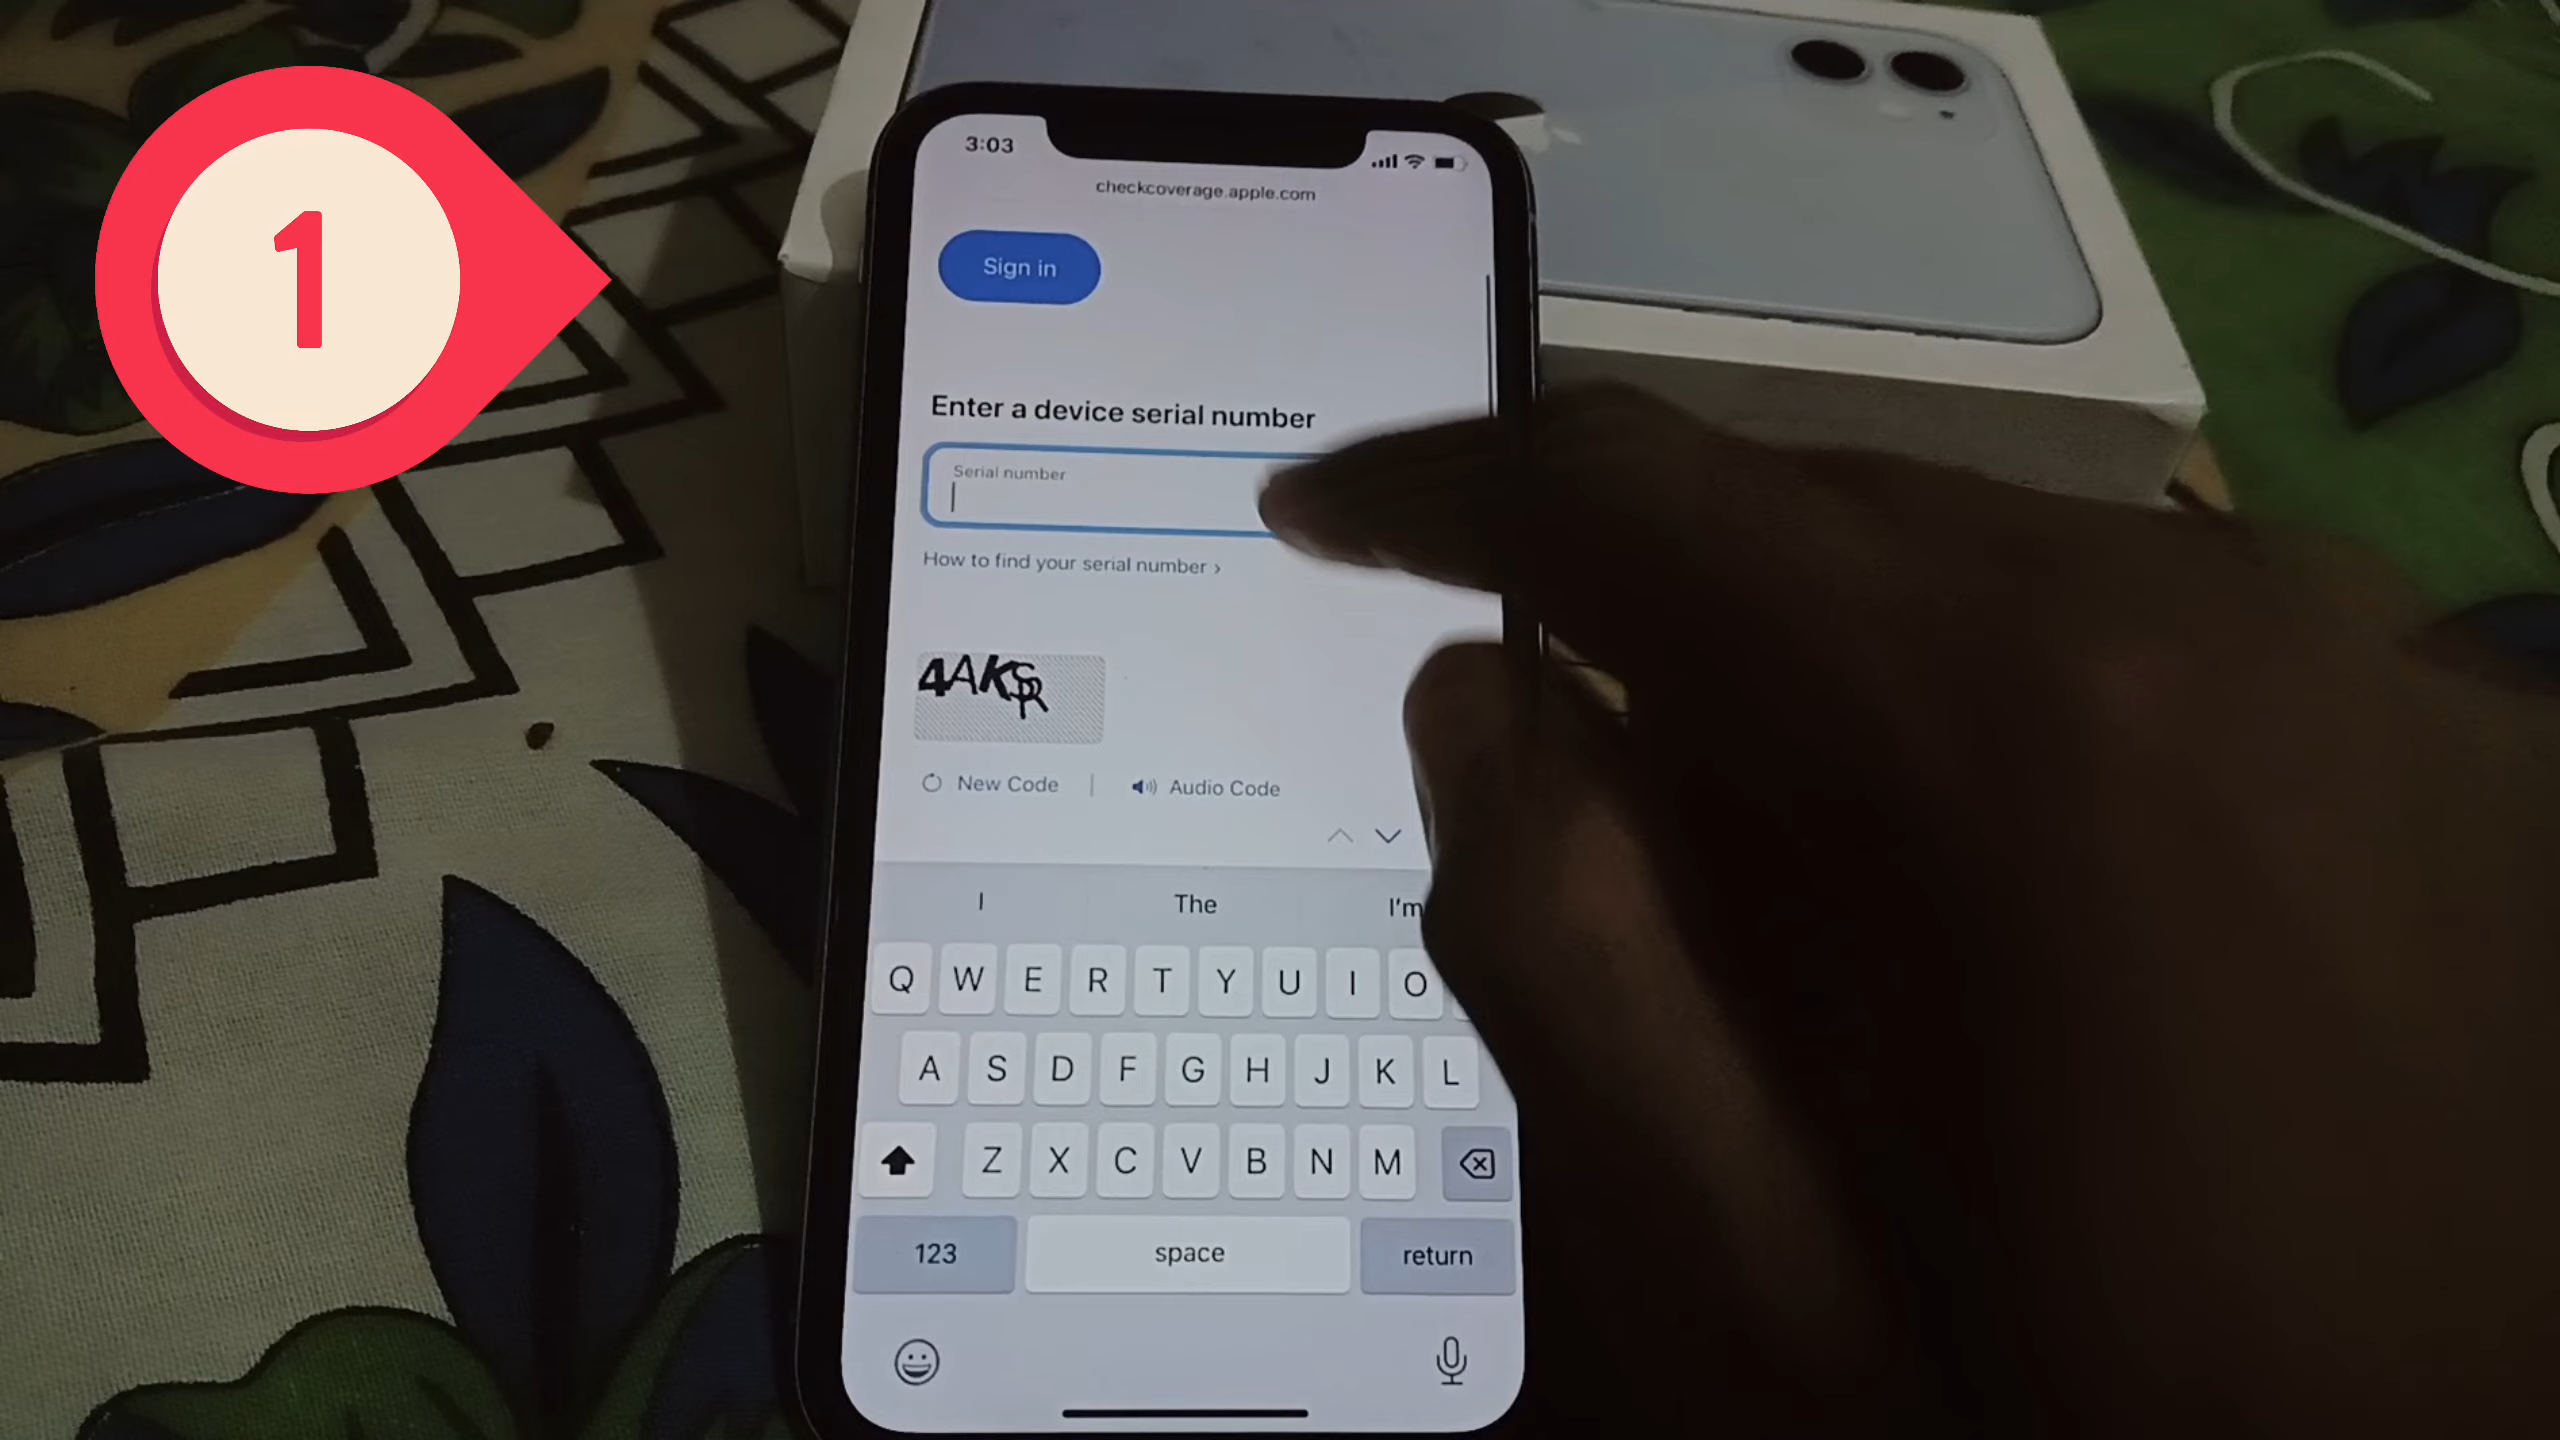 1
3:03
checkcoverage.apple.com
Sign in
Enter a device serial number
Serial number
How to find your serial number ›
4AKSR
New Code | Audio Code
I The I'm
Q W E R T Y U I O
A S D F G H J K L
Z X C V B N M
123 space return